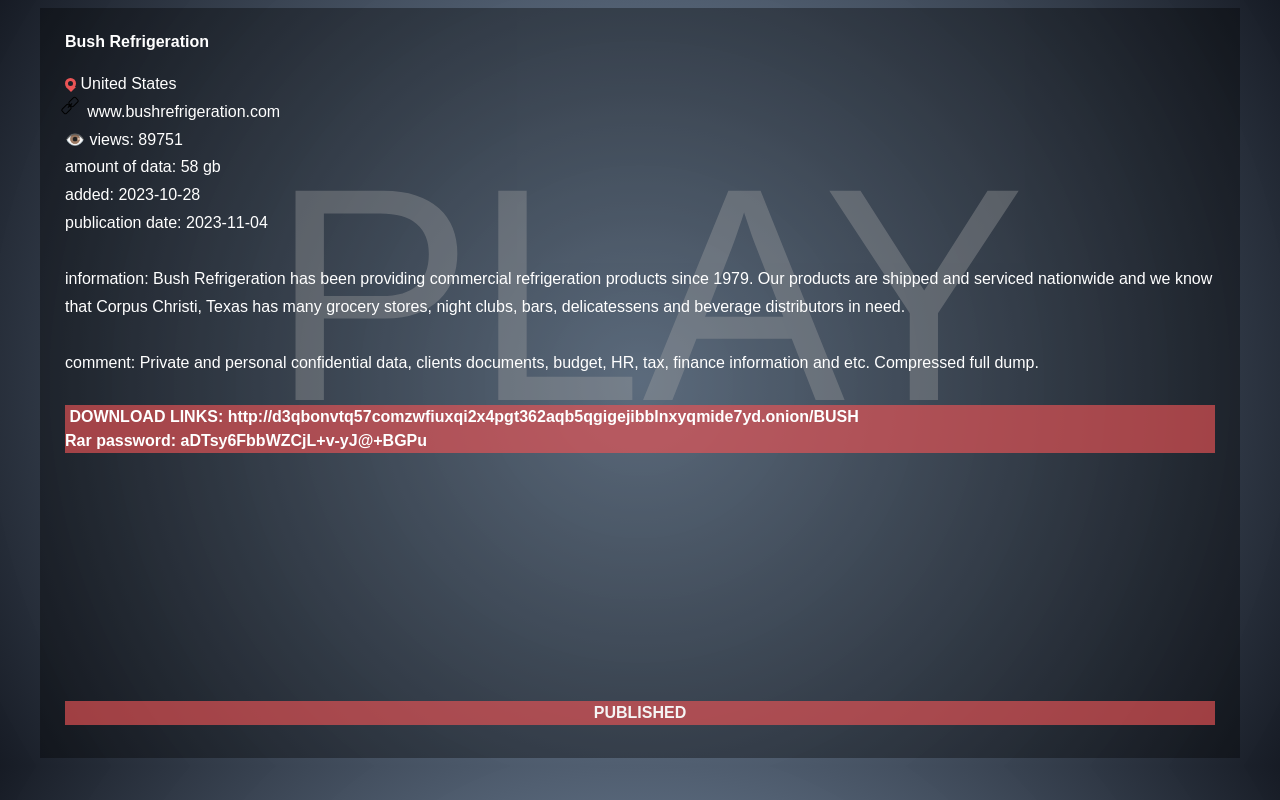 Bush Refrigeration
United States
www.bushrefrigeration.com
views: 89751
amount of data: 58 gb
added: 2023-10-28
publication date: 2023-11-04
PLAY
information: Bush Refrigeration has been providing commercial refrigeration products since 1979. Our products are shipped and serviced nationwide and we know
that Corpus Christi, Texas has many grocery stores, night clubs, bars, delicatessens and beverage distributors in need.
comment: Private and personal confidential data, clients documents, budget, HR, tax, finance information and etc. Compressed full dump.
DOWNLOAD LINKS: http://d3qbonvtq57comzwfiuxqi2x4pgt362aqb5qgigejibblnxyqmide7yd.onion/BUSH
Rar password: aDTsy6FbbWZCjL+v-yJ@+BGPu
PUBLISHED